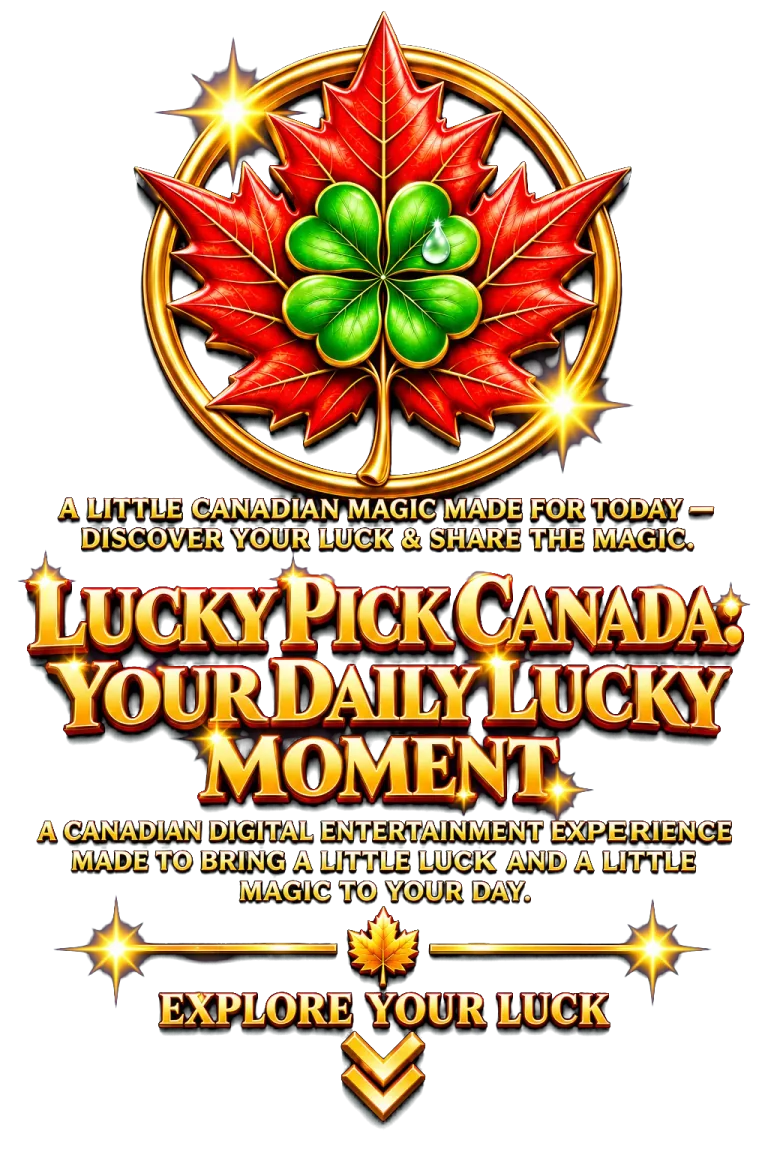 A LITTLE CANADIAN MAGIC MADE FOR TODAY —
DISCOVER YOUR LUCK & SHARE THE MAGIC.
LUCKY PICK CANADA:
YOUR DAILY LUCKY
MOMENT
A CANADIAN DIGITAL ENTERTAINMENT EXPERIENCE
MADE TO BRING A LITTLE LUCK AND A LITTLE
MAGIC TO YOUR DAY.
EXPLORE YOUR LUCK